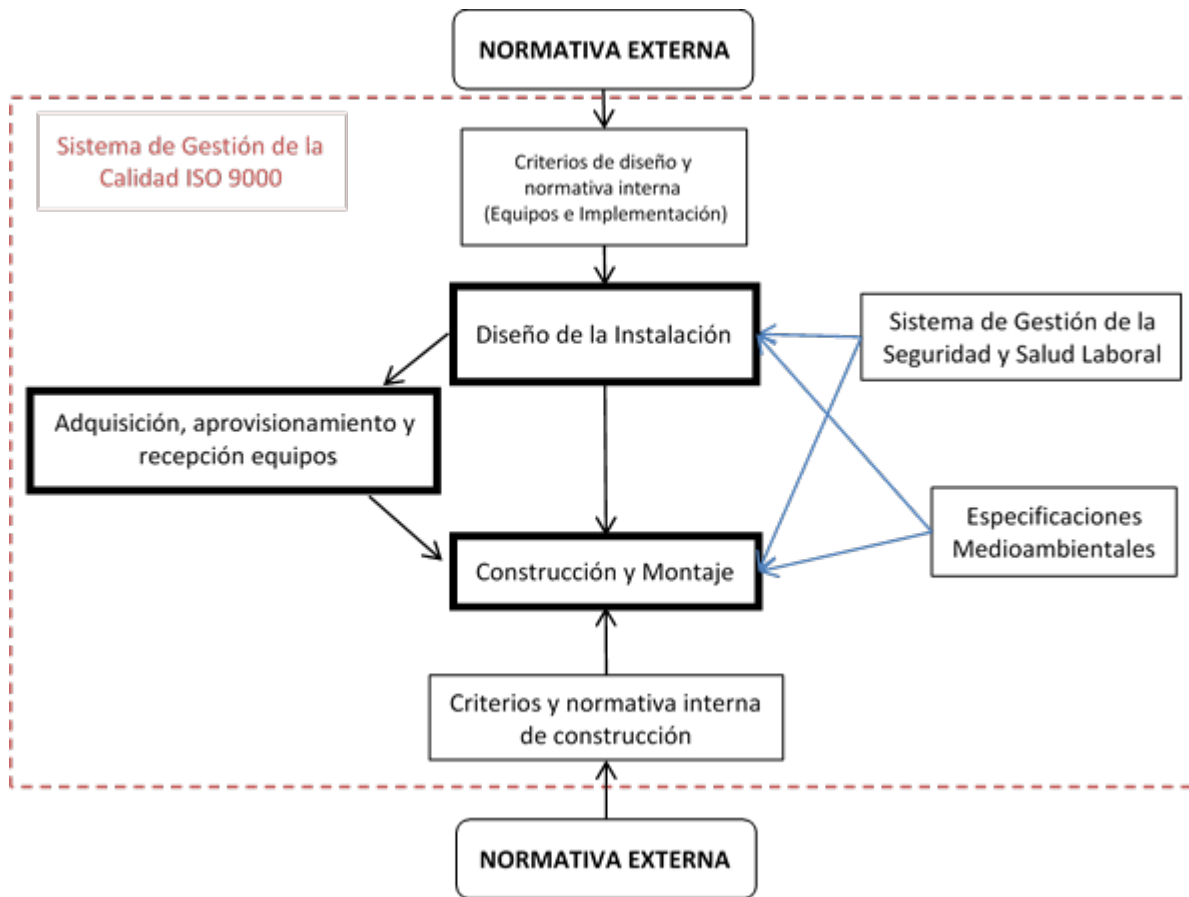 NORMATIVA EXTERNA
Sistema de Gestión de la
Calidad ISO 9000
Criterios de diseño y
normativa interna
(Equipos e Implementación)
Diseño de la Instalación
Sistema de Gestión de la
Seguridad y Salud Laboral
Adquisición, aprovisionamiento y
recepción equipos
Especificaciones
Medioambientales
Construcción y Montaje
Criterios y normativa interna
de construcción
NORMATIVA EXTERNA